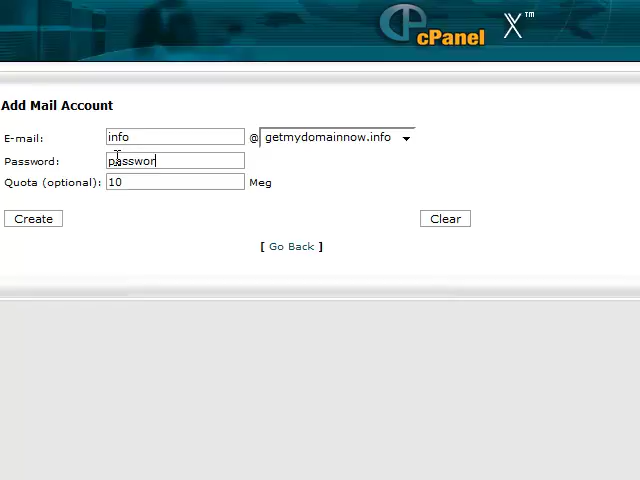 cPanel X™
Add Mail Account
E-mail: info @ getmydomainnow.info
Password: passwor
Quota (optional): 10 Meg
Create Clear
[ Go Back ]